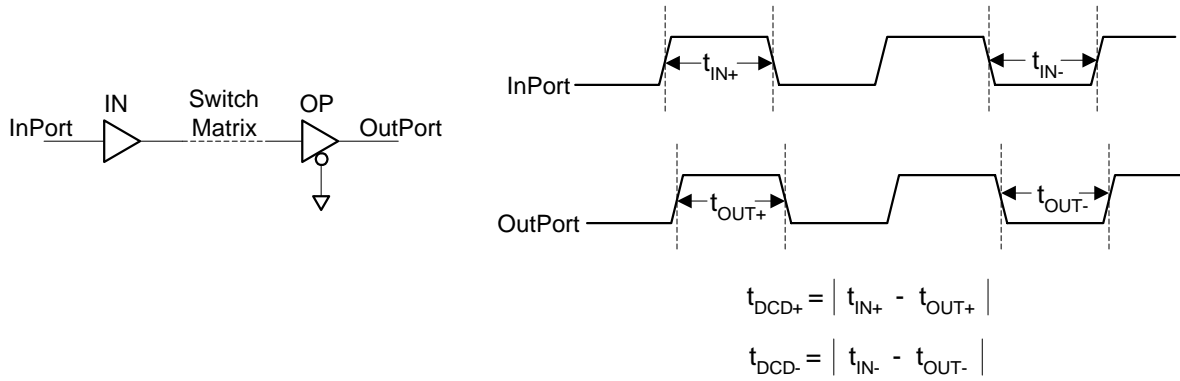 IN
Switch
Matrix
OP
InPort
OutPort
InPort
tIN+
tIN-
OutPort
tOUT+
tOUT-
tDCD+ = | tIN+ - tOUT+ |
tDCD- = | tIN- - tOUT- |